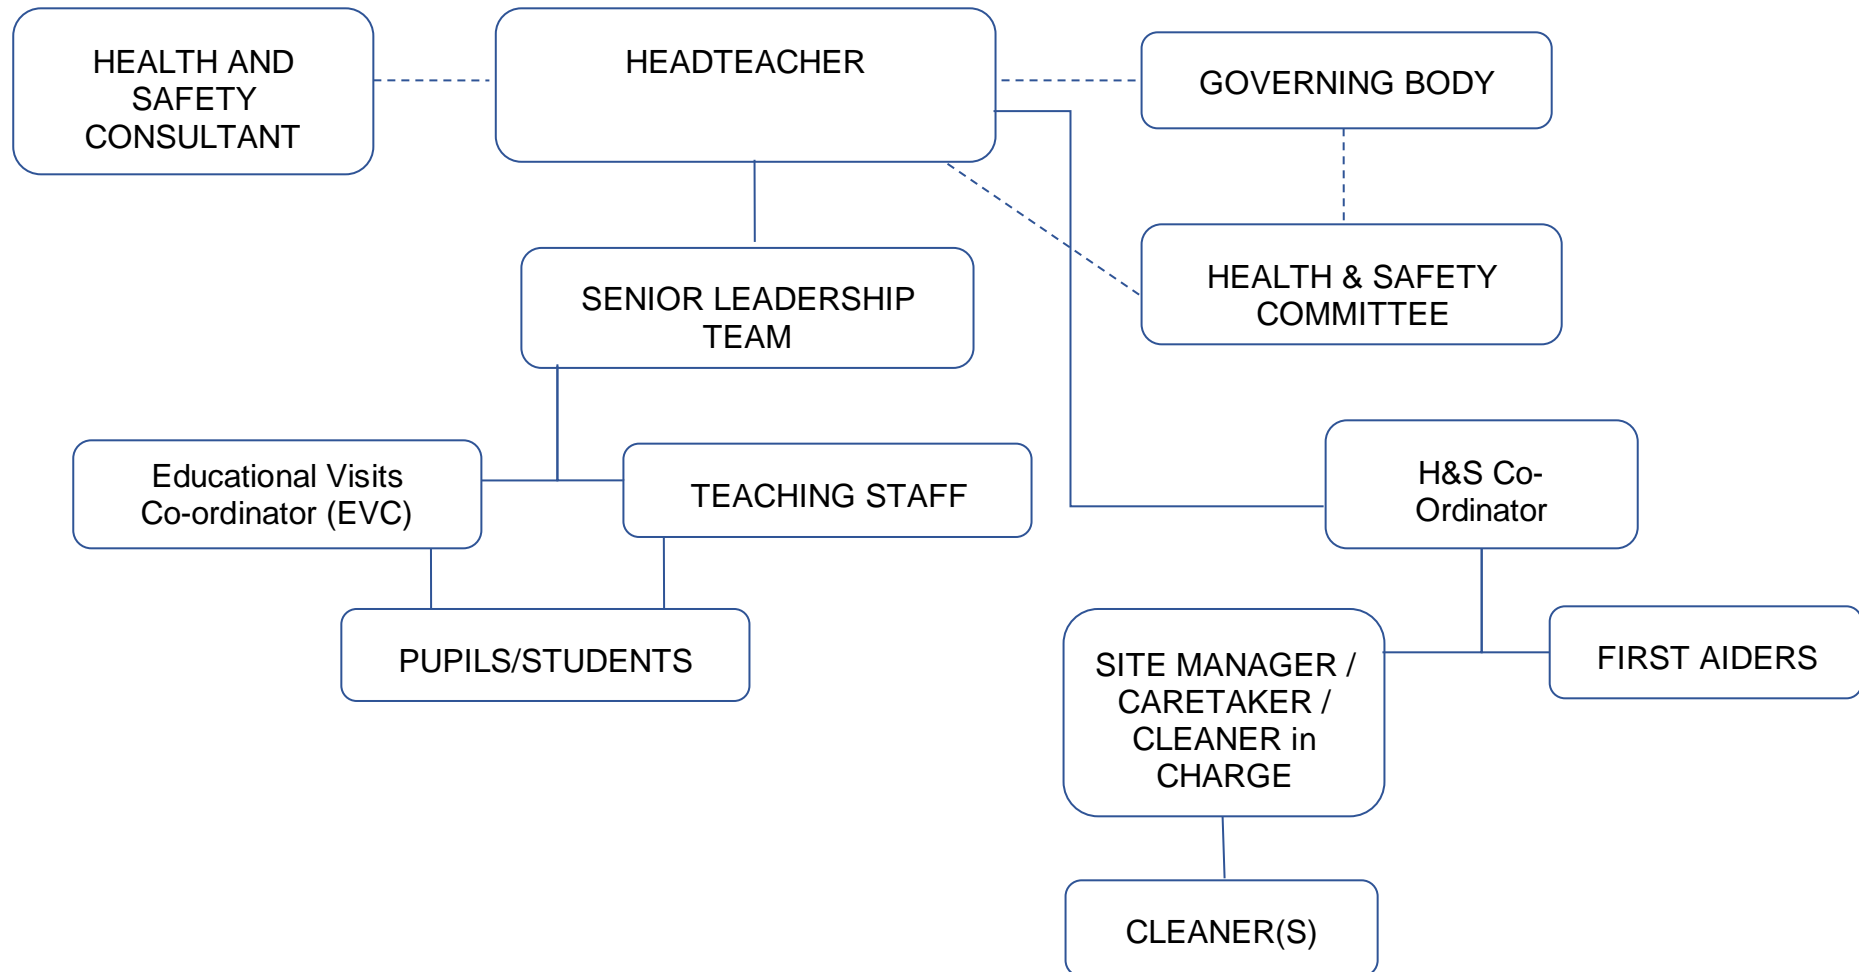 HEALTH AND
SAFETY
CONSULTANT
HEADTEACHER
GOVERNING BODY
SENIOR LEADERSHIP
TEAM
HEALTH & SAFETY
COMMITTEE
Educational Visits
Co-ordinator (EVC)
TEACHING STAFF
H&S Co-
Ordinator
PUPILS/STUDENTS
SITE MANAGER /
CARETAKER /
CLEANER in
CHARGE
FIRST AIDERS
CLEANER(S)